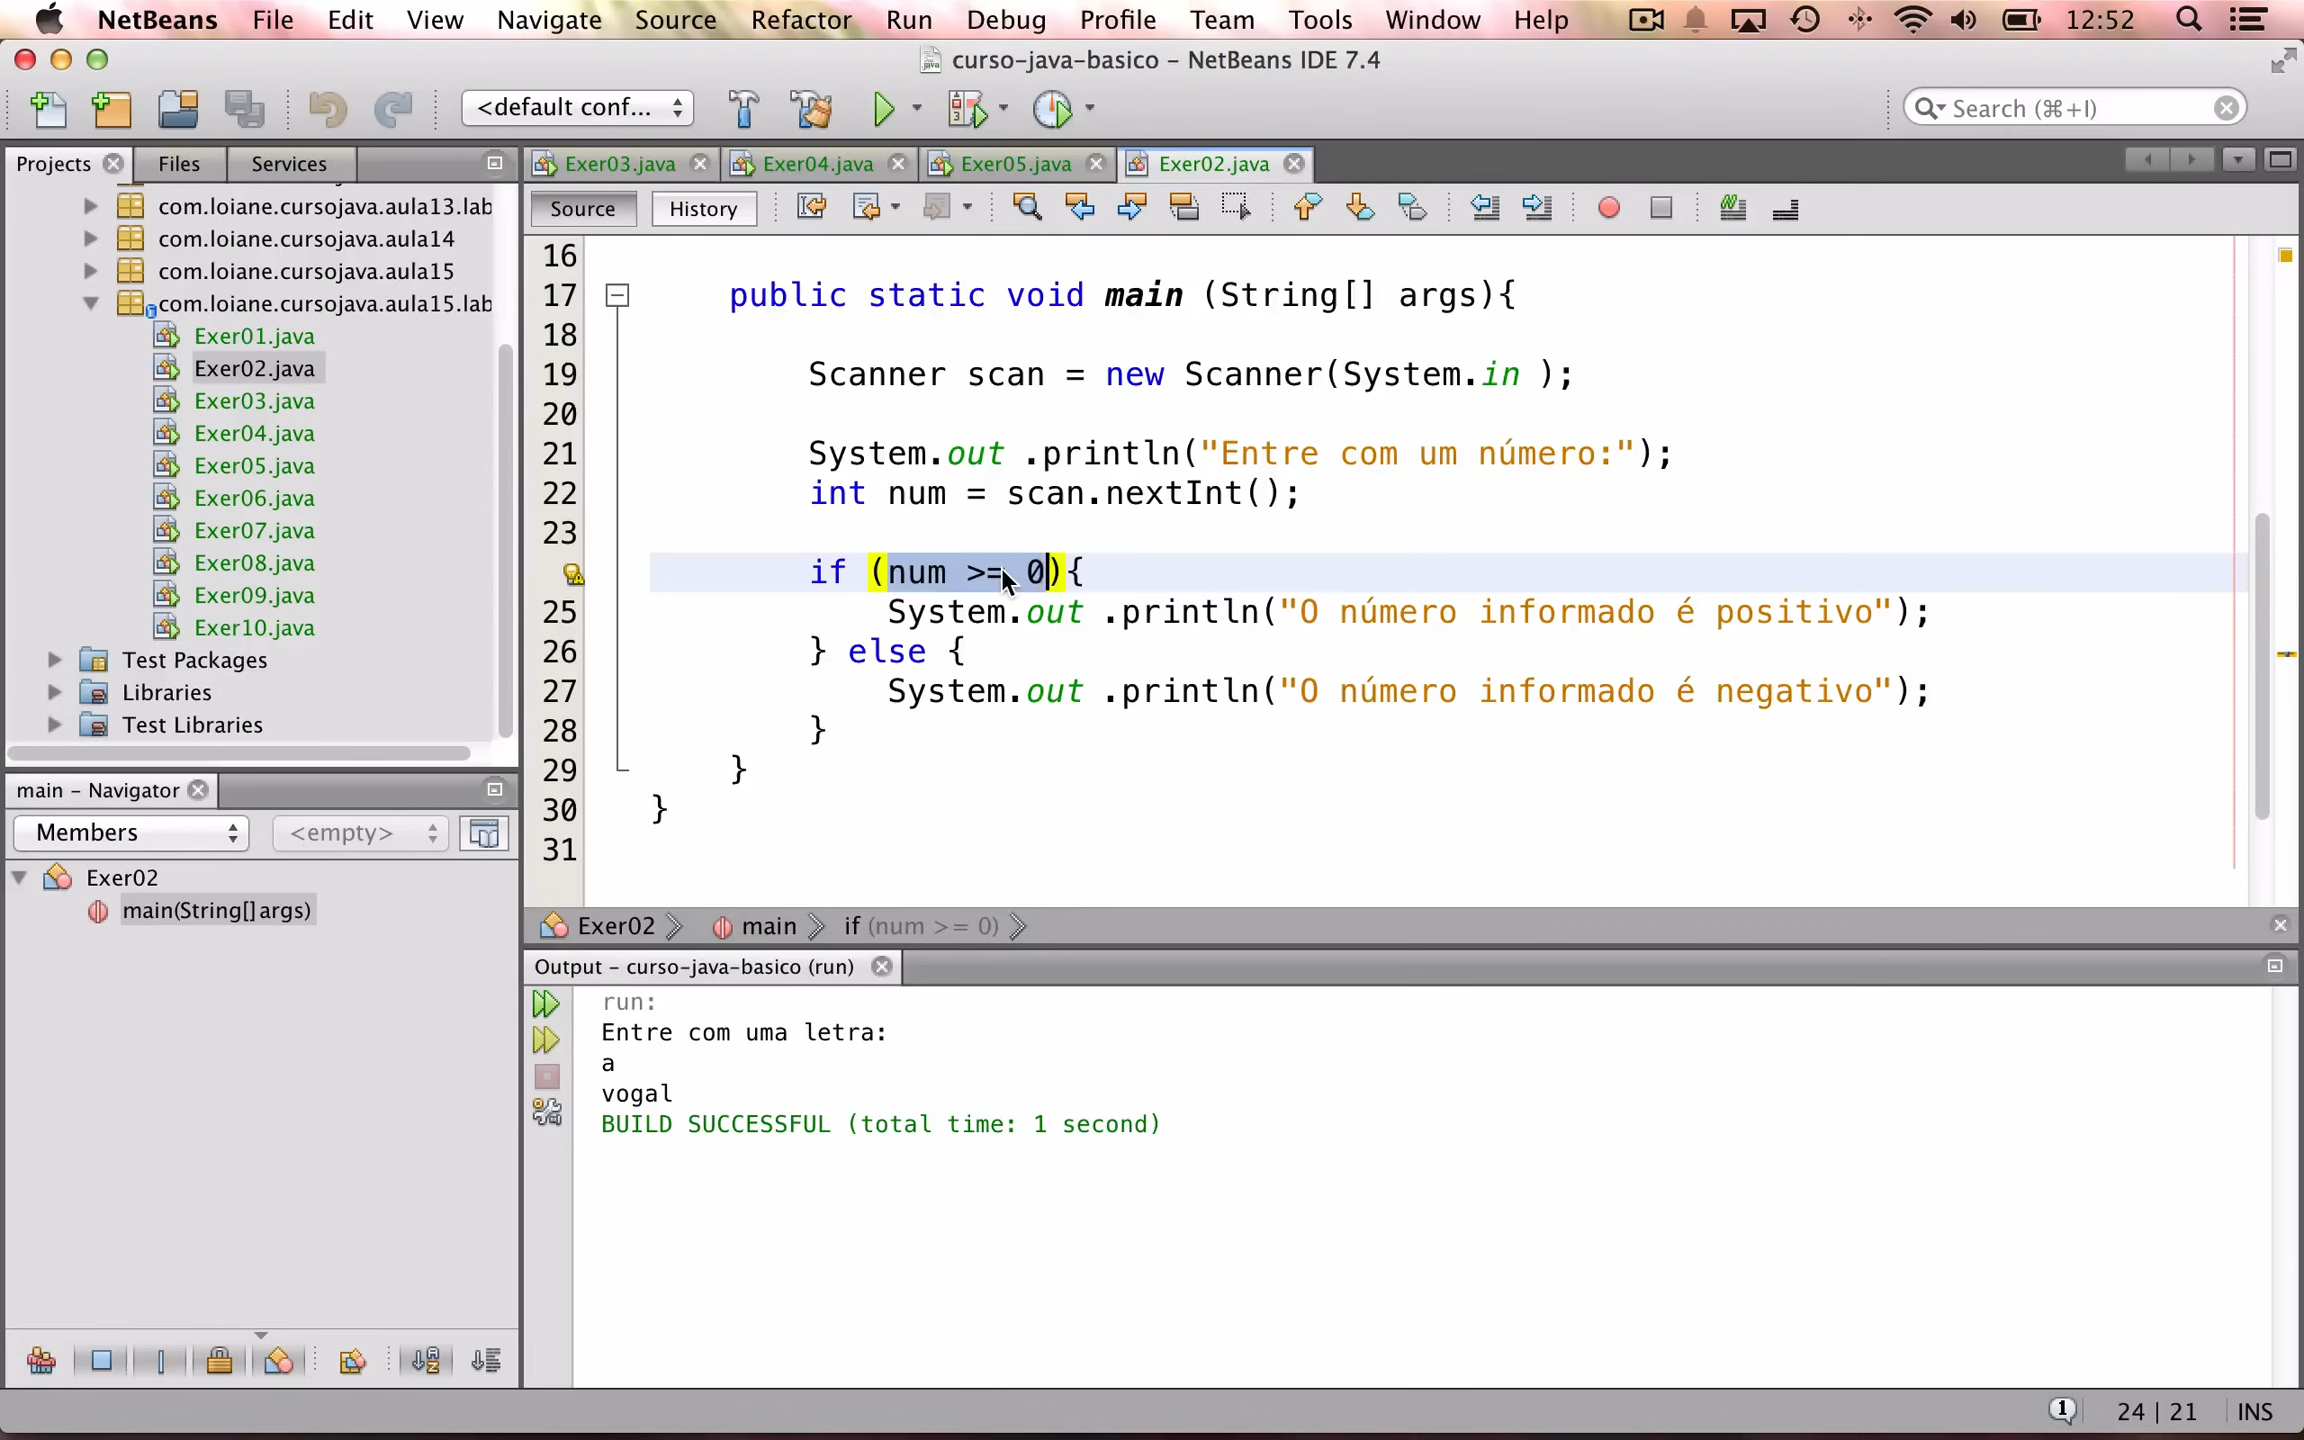 NetBeans File Edit View Navigate Source Refactor Run Debug Profile Team Tools Window Help 12:52
curso-java-basico – NetBeans IDE 7.4
<default conf... Search (⌘+I)
Projects Files Services
com.loiane.cursojava.aula13.lab
com.loiane.cursojava.aula14
com.loiane.cursojava.aula15
com.loiane.cursojava.aula15.lab
Exer01.java
Exer02.java
Exer03.java
Exer04.java
Exer05.java
Exer06.java
Exer07.java
Exer08.java
Exer09.java
Exer10.java
Test Packages
Libraries
Test Libraries
main – Navigator
Members <empty>
Exer02
main(String[] args)
Exer03.java Exer04.java Exer05.java Exer02.java
Source History
16
17 public static void main (String[] args){
18
19 Scanner scan = new Scanner(System.in );
20
21 System.out .println("Entre com um número:");
22 int num = scan.nextInt();
23
if (num >= 0){
25 System.out .println("O número informado é positivo");
26 } else {
27 System.out .println("O número informado é negativo");
28 }
29 }
30 }
31
Exer02 main if (num >= 0)
Output – curso-java-basico (run)
run:
Entre com uma letra:
a
vogal
BUILD SUCCESSFUL (total time: 1 second)
1 24 | 21 INS